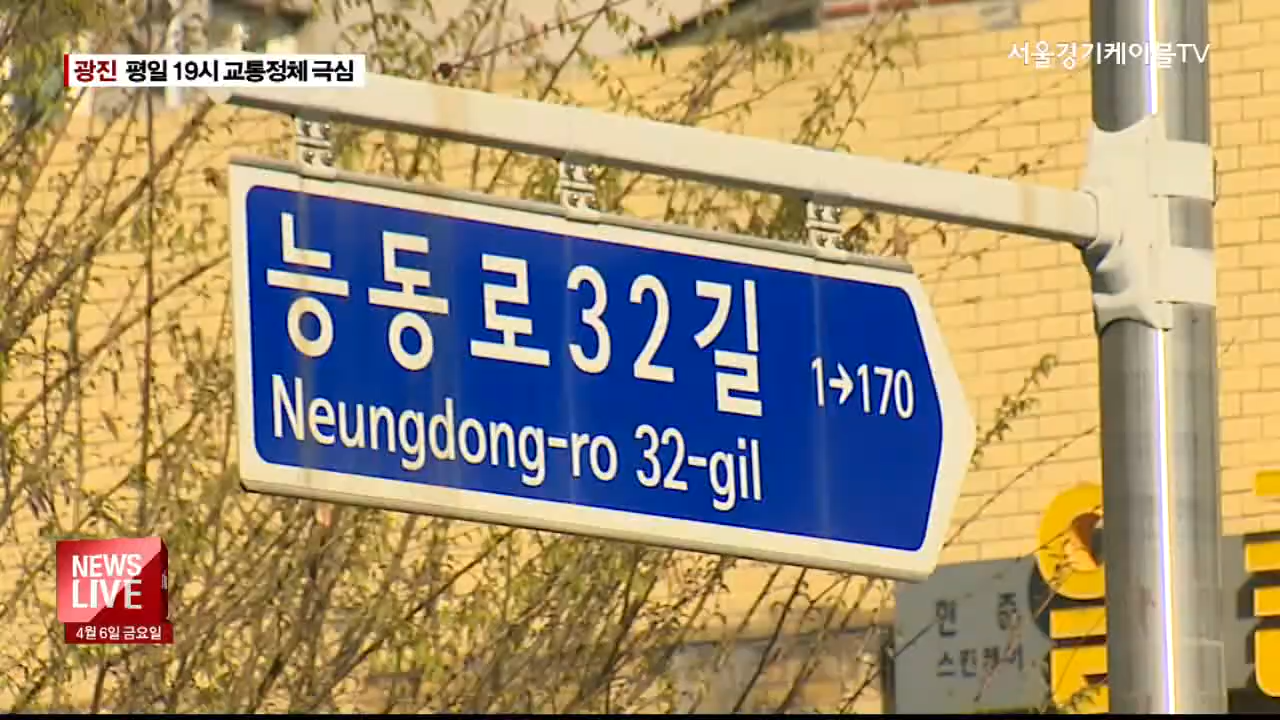 광진 평일 19시 교통정체 극심
서울경기케이블TV
능동로32길
1→170
Neungdong-ro 32-gil
NEWS
LIVE
4월 6일 금요일